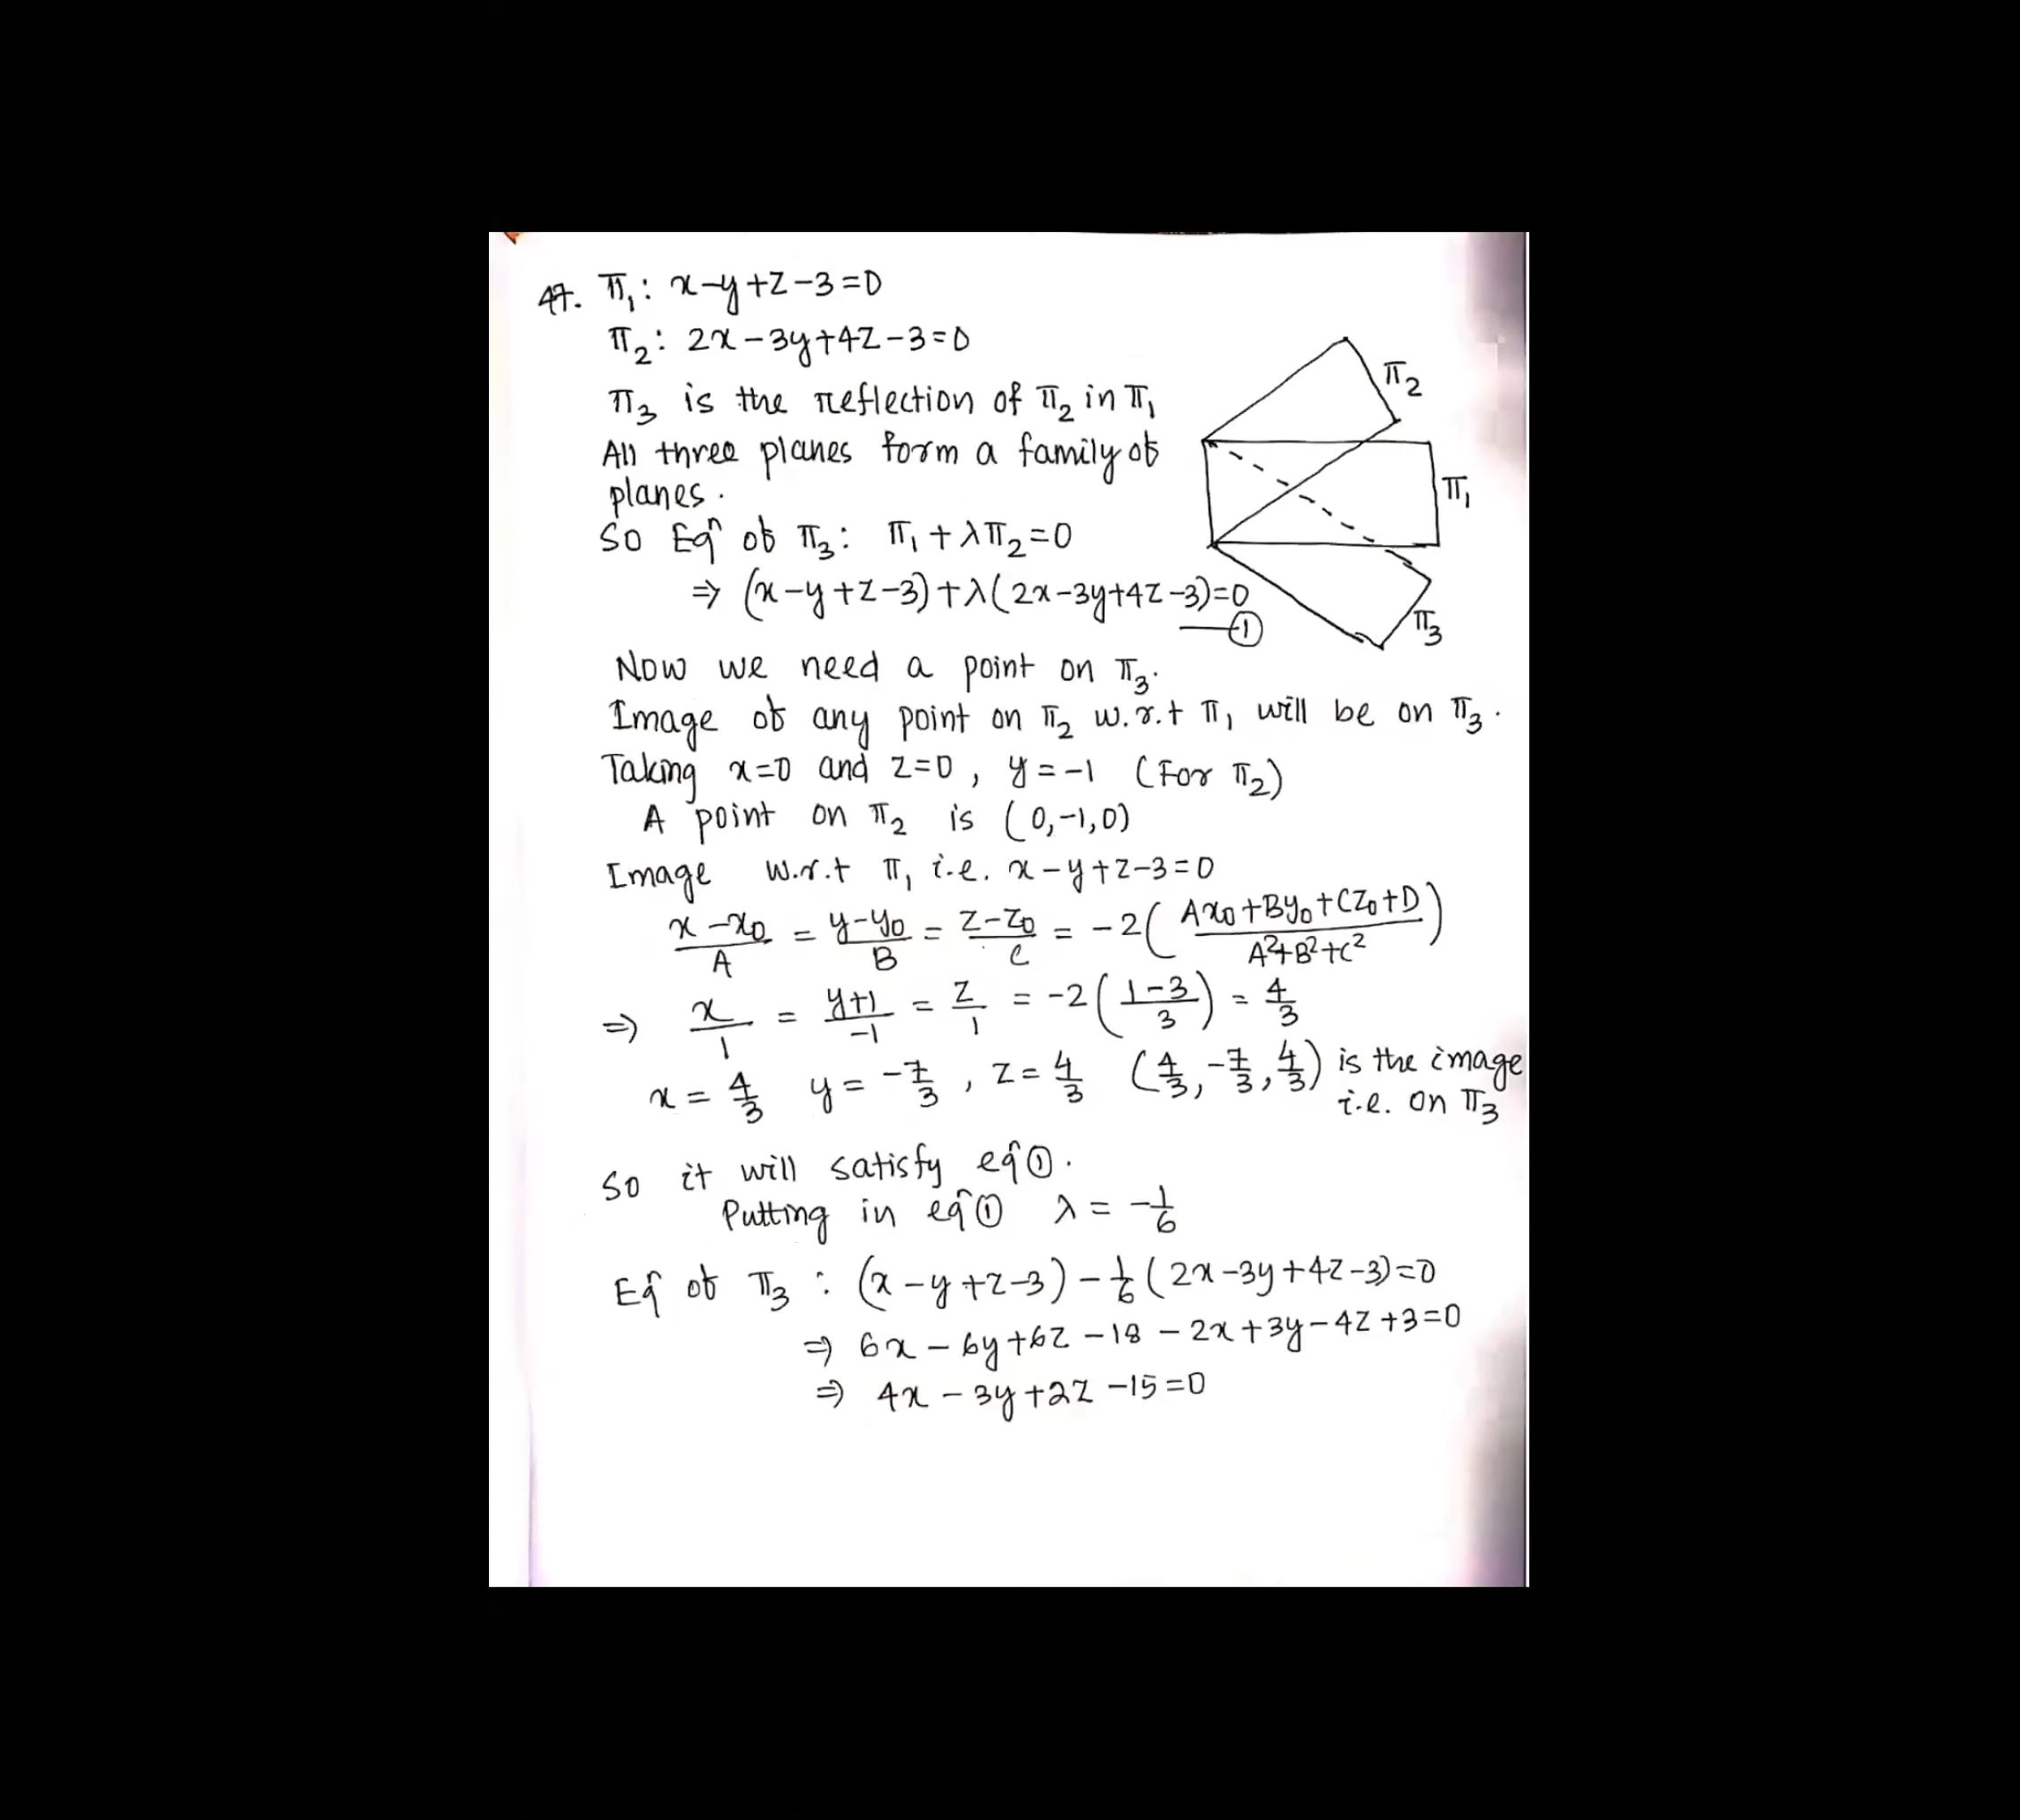 47. π₁: x-y+z-3=0
π₂: 2x-3y+4z-3=0
π₃ is the reflection of π₂ in π₁
All three planes form a family of
planes.
So Eqⁿ of π₃: π₁+λπ₂=0
⇒ (x-y+z-3)+λ(2x-3y+4z-3)=0
—①
π₂
π₁
π₃
Now we need a point on π₃.
Image of any point on π₂ w.r.t π₁ will be on π₃.
Taking x=0 and z=0, y=-1 (For π₂)
A point on π₂ is (0,-1,0)
Image w.r.t π₁ i.e. x-y+z-3=0
(x-x₀)/A = (y-y₀)/B = (z-z₀)/C = -2((Ax₀+By₀+Cz₀+D)/(A²+B²+C²))
⇒ x/1 = (y+1)/-1 = z/1 = -2((1-3)/3) = 4/3
x = 4/3 y = -7/3, z = 4/3 (4/3, -7/3, 4/3) is the image
i.e. on π₃
So it will satisfy eqⁿ①.
Putting in eqⁿ① λ = -1/6
Eqⁿ of π₃ : (x-y+z-3) - 1/6(2x-3y+4z-3)=0
⇒ 6x-6y+6z-18-2x+3y-4z+3=0
⇒ 4x-3y+2z-15=0